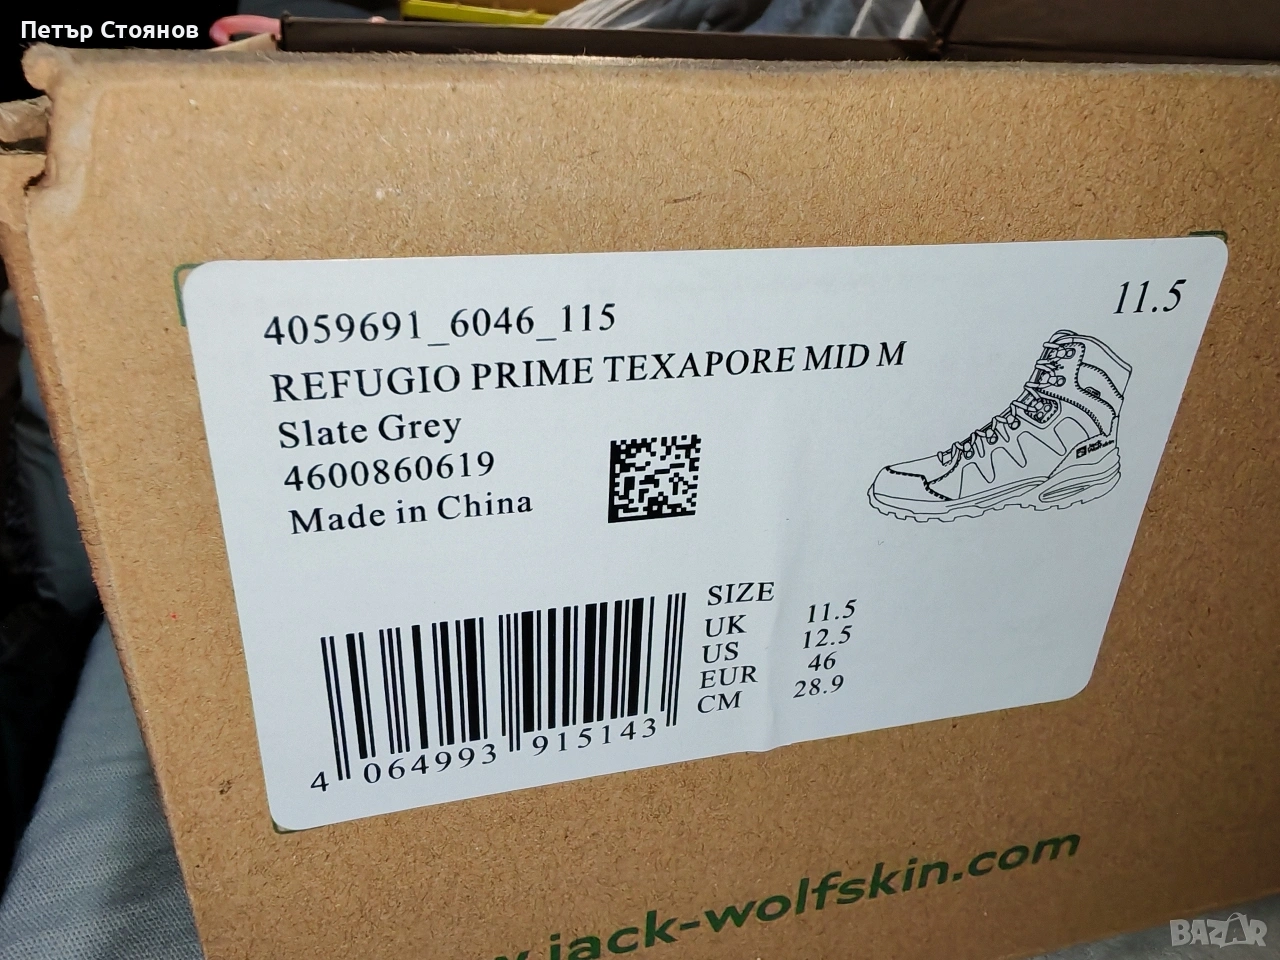 Петър Стоянов
4059691_6046_115
11.5
REFUGIO PRIME TEXAPORE MID M
Slate Grey
4600860619
Made in China
SIZE
UK 11.5
US 12.5
EUR 46
CM 28.9
4 064993 915143
jack-wolfskin.com
BAZAR